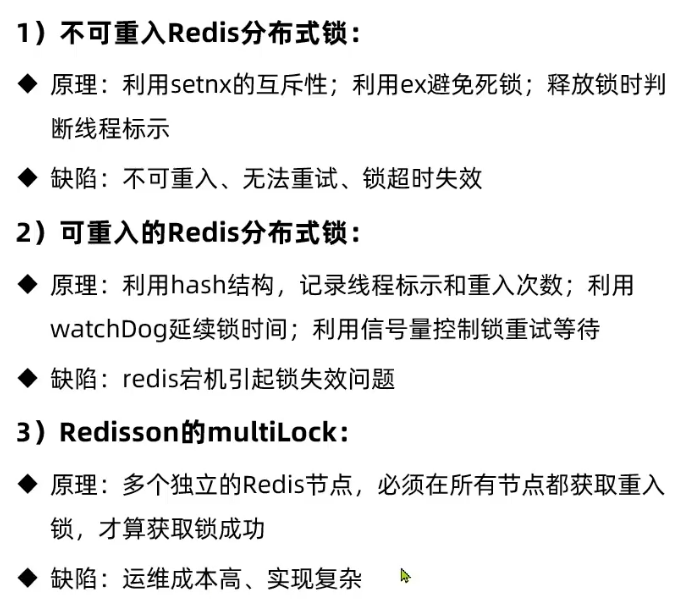 1）不可重入Redis分布式锁：
◆ 原理：利用setnx的互斥性；利用ex避免死锁；释放锁时判
断线程标示
◆ 缺陷：不可重入、无法重试、锁超时失效
2）可重入的Redis分布式锁：
◆ 原理：利用hash结构，记录线程标示和重入次数；利用
watchDog延续锁时间；利用信号量控制锁重试等待
◆ 缺陷：redis宕机引起锁失效问题
3）Redisson的multiLock：
◆ 原理：多个独立的Redis节点，必须在所有节点都获取重入
锁，才算获取锁成功
◆ 缺陷：运维成本高、实现复杂